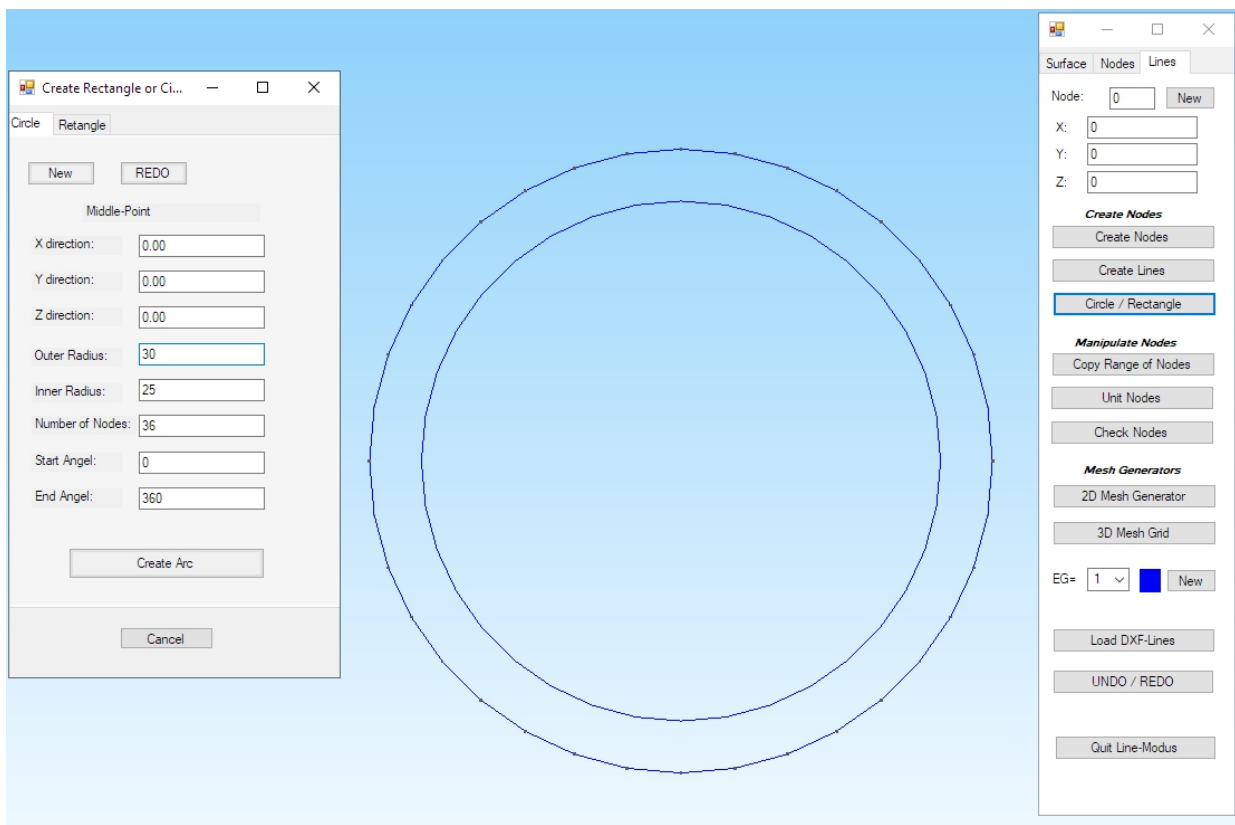 Create Rectangle or Ci...
Circle Retangle
New REDO
Middle-Point
X direction: 0.00
Y direction: 0.00
Z direction: 0.00
Outer Radius: 30
Inner Radius: 25
Number of Nodes: 36
Start Angel: 0
End Angel: 360
Create Arc
Cancel
Surface Nodes Lines
Node: 0 New
X: 0
Y: 0
Z: 0
Create Nodes
Create Nodes
Create Lines
Circle / Rectangle
Manipulate Nodes
Copy Range of Nodes
Unit Nodes
Check Nodes
Mesh Generators
2D Mesh Generator
3D Mesh Grid
EG= 1 New
Load DXF-Lines
UNDO / REDO
Quit Line-Modus